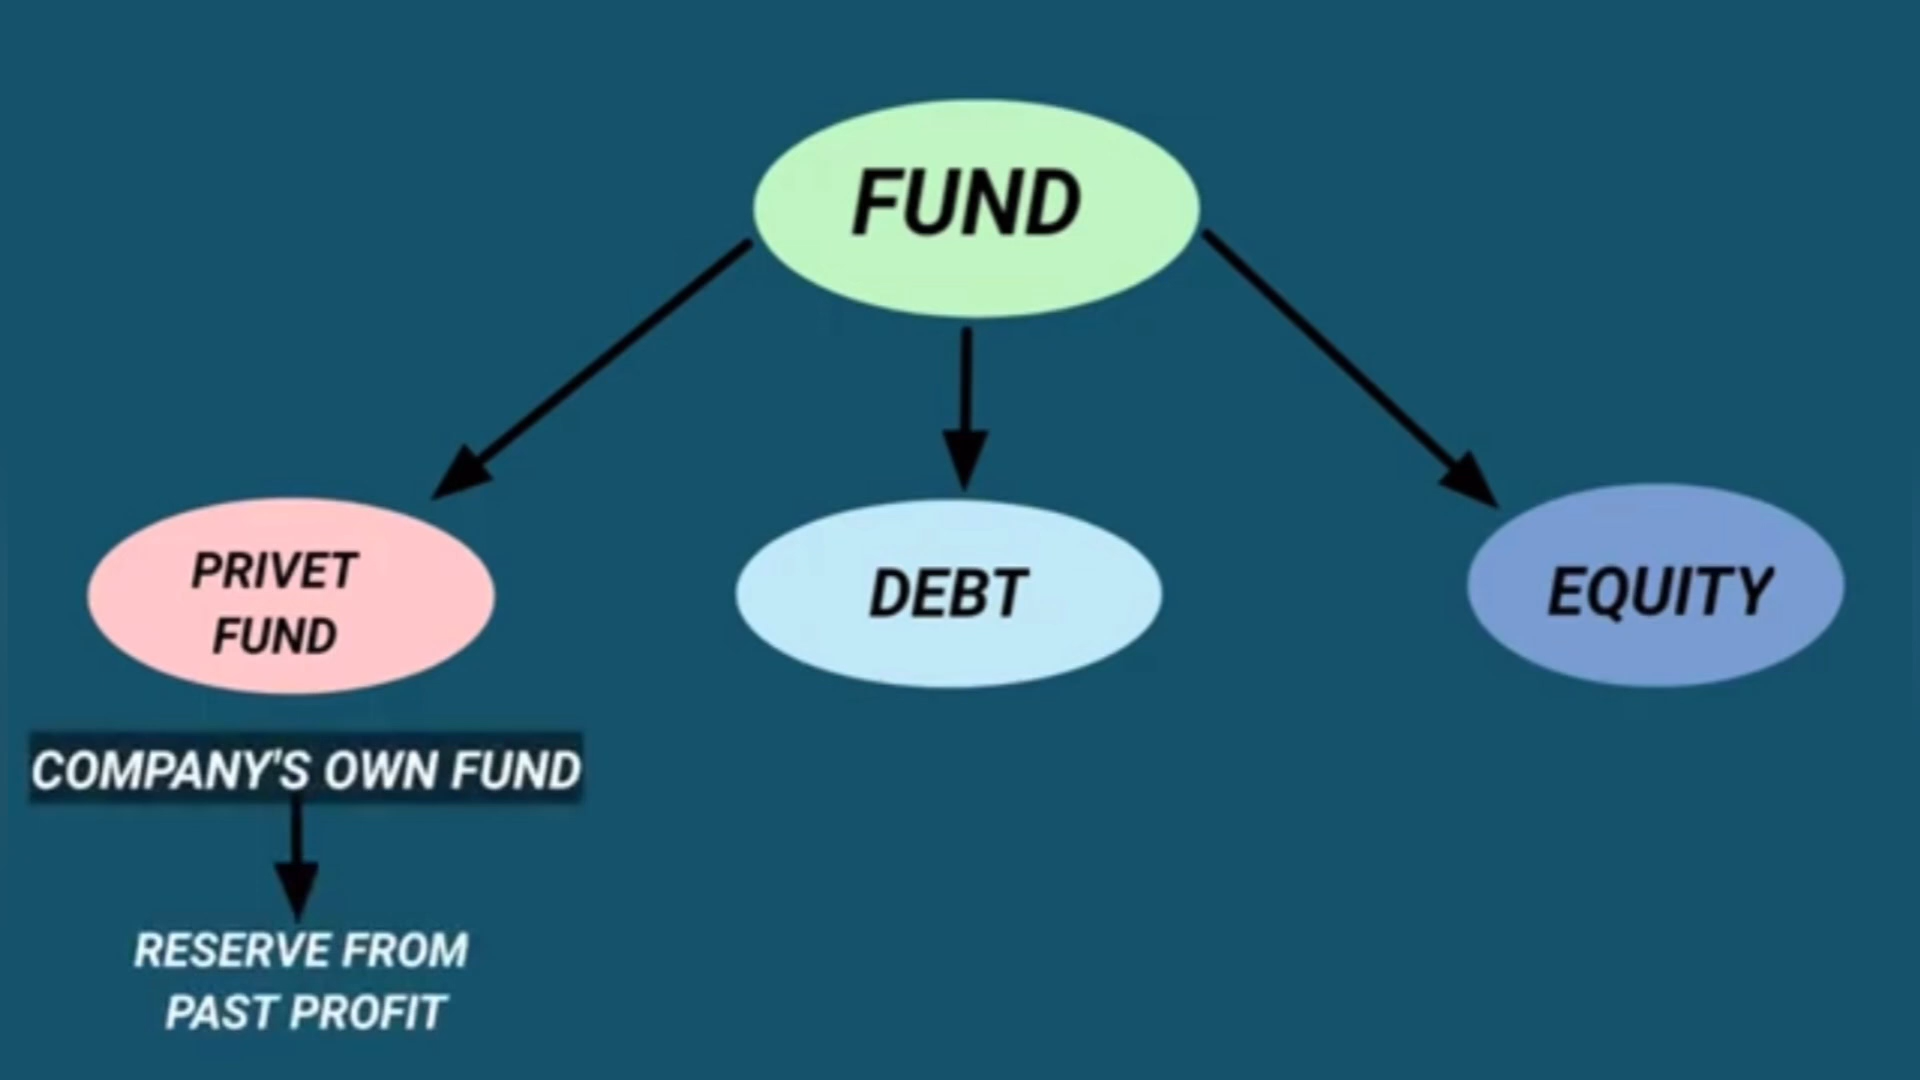 FUND
PRIVET
FUND
DEBT
EQUITY
COMPANY'S OWN FUND
RESERVE FROM
PAST PROFIT